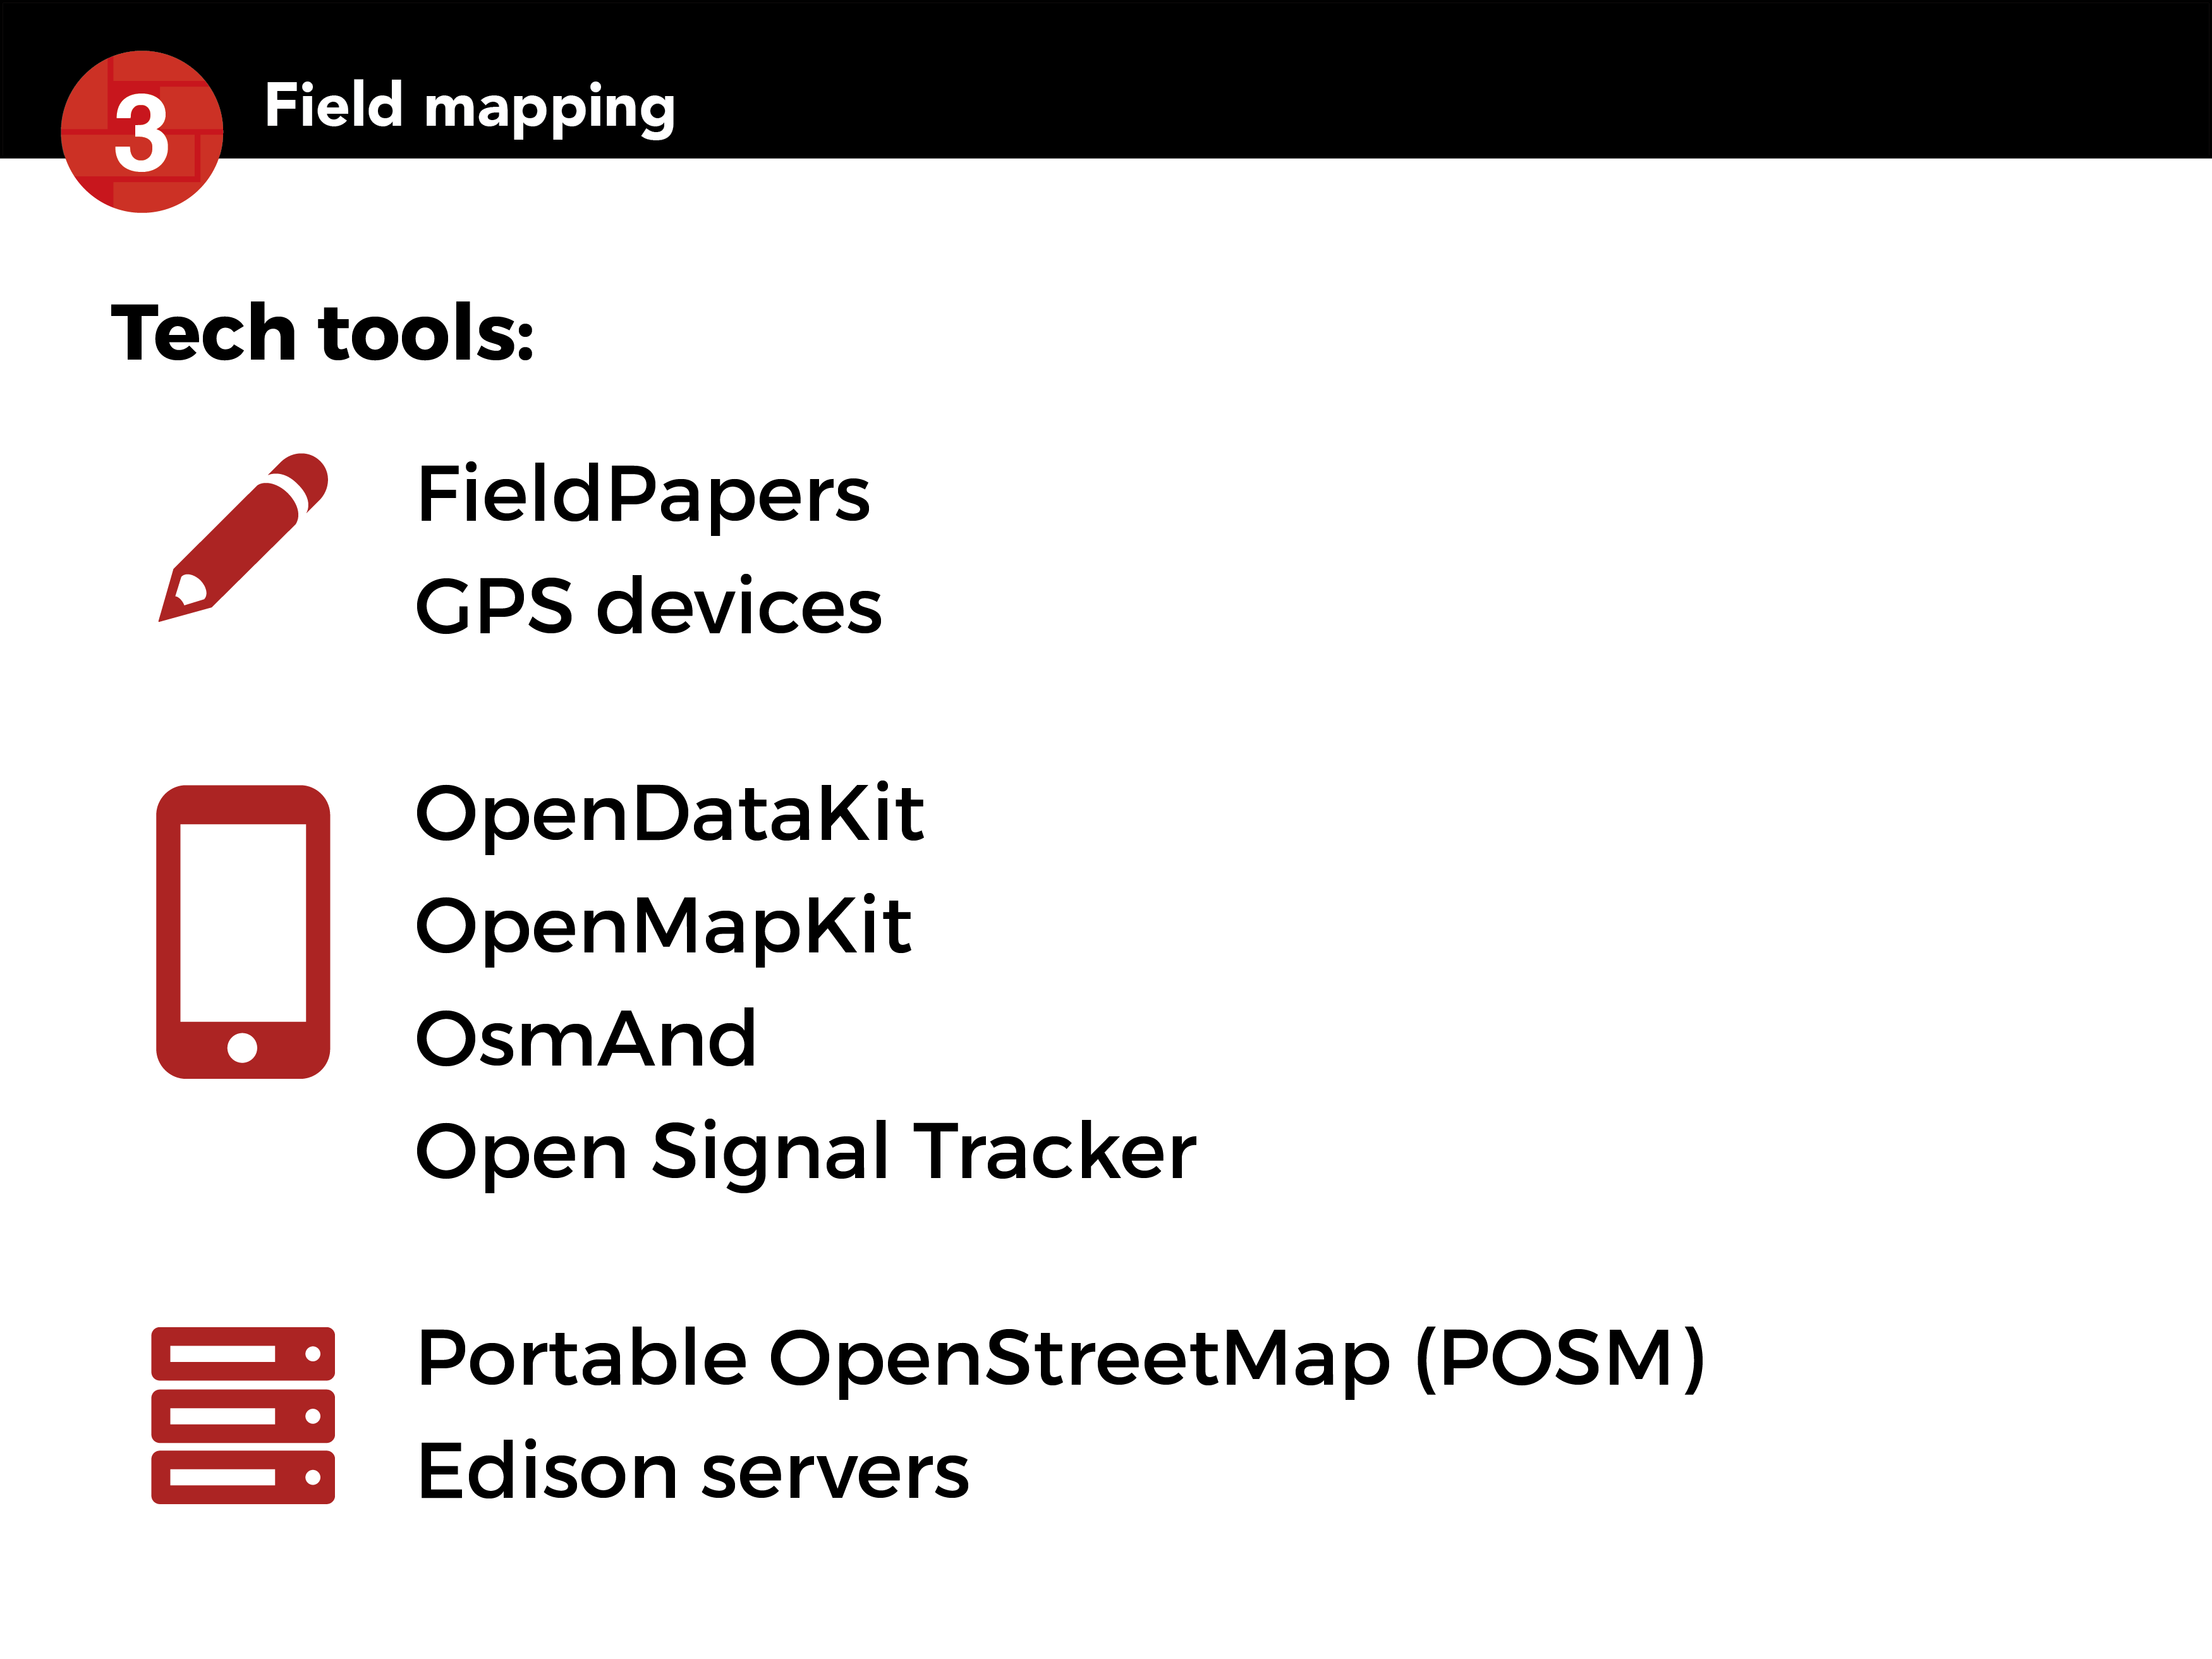 3
Field mapping
Tech tools:
FieldPapers
GPS devices
OpenDataKit
OpenMapKit
OsmAnd
Open Signal Tracker
Portable OpenStreetMap (POSM)
Edison servers